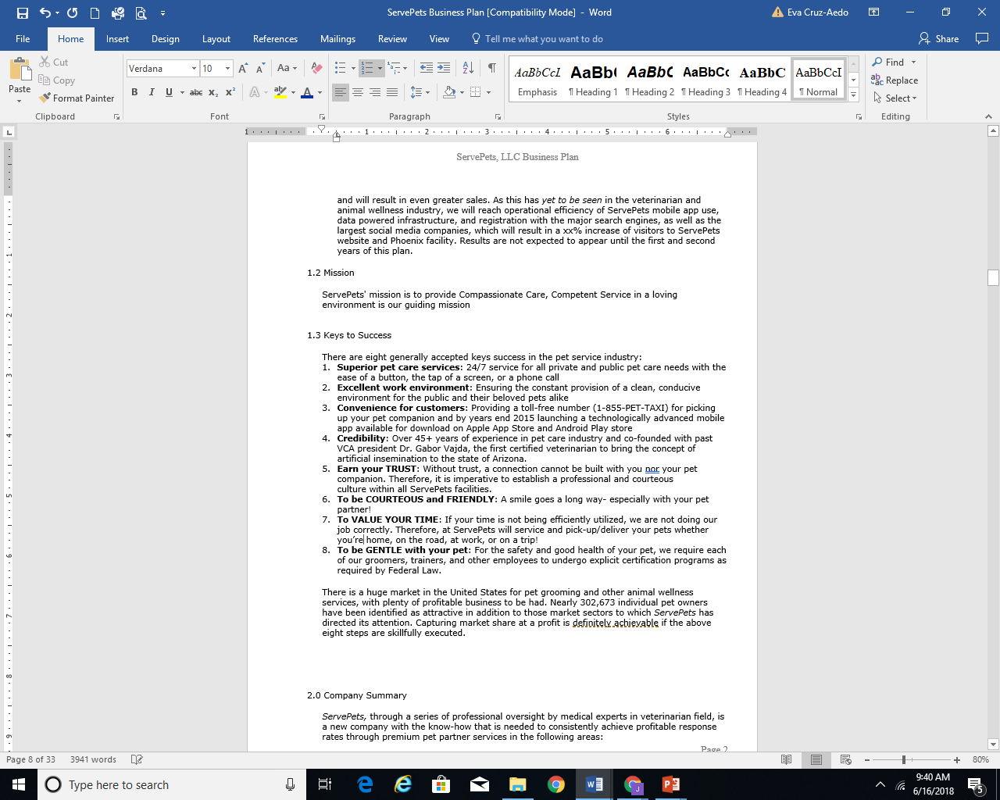 ServePets Business Plan [Compatibility Mode] - Word
Eva Cruz-Aedo
File Home Insert Design Layout References Mailings Review View Tell me what you want to do Share
Paste Cut Copy Format Painter
Verdana 10
AaBbCcI AaBb( AaBbC AaBbCc AaBbC AaBbCcI
Emphasis ¶ Heading 1 ¶ Heading 2 ¶ Heading 3 ¶ Heading 4 ¶ Normal
Find Replace Select
Clipboard Font Paragraph Styles Editing
1 1 2 3 4 5 6
ServePets, LLC Business Plan
and will result in even greater sales. As this has yet to be seen in the veterinarian and
animal wellness industry, we will reach operational efficiency of ServePets mobile app use,
data powered infrastructure, and registration with the major search engines, as well as the
largest social media companies, which will result in a xx% increase of visitors to ServePets
website and Phoenix facility. Results are not expected to appear until the first and second
years of this plan.
1.2 Mission
ServePets' mission is to provide Compassionate Care, Competent Service in a loving
environment is our guiding mission
1.3 Keys to Success
There are eight generally accepted keys success in the pet service industry:
1. Superior pet care services: 24/7 service for all private and public pet care needs with the
ease of a button, the tap of a screen, or a phone call
2. Excellent work environment: Ensuring the constant provision of a clean, conducive
environment for the public and their beloved pets alike
3. Convenience for customers: Providing a toll-free number (1-855-PET-TAXI) for picking
up your pet companion and by years end 2015 launching a technologically advanced mobile
app available for download on Apple App Store and Android Play store
4. Credibility: Over 45+ years of experience in pet care industry and co-founded with past
VCA president Dr. Gabor Vajda, the first certified veterinarian to bring the concept of
artificial insemination to the state of Arizona.
5. Earn your TRUST: Without trust, a connection cannot be built with you nor your pet
companion. Therefore, it is imperative to establish a professional and courteous
culture within all ServePets facilities.
6. To be COURTEOUS and FRIENDLY: A smile goes a long way- especially with your pet
partner!
7. To VALUE YOUR TIME: If your time is not being efficiently utilized, we are not doing our
job correctly. Therefore, at ServePets will service and pick-up/deliver your pets whether
you're home, on the road, at work, or on a trip!
8. To be GENTLE with your pet: For the safety and good health of your pet, we require each
of our groomers, trainers, and other employees to undergo explicit certification programs as
required by Federal Law.
There is a huge market in the United States for pet grooming and other animal wellness
services, with plenty of profitable business to be had. Nearly 302,673 individual pet owners
have been identified as attractive in addition to those market sectors to which ServePets has
directed its attention. Capturing market share at a profit is definitely achievable if the above
eight steps are skillfully executed.
2.0 Company Summary
ServePets, through a series of professional oversight by medical experts in veterinarian field, is
a new company with the know-how that is needed to consistently achieve profitable response
rates through premium pet partner services in the following areas:
Page 2
Page 8 of 33 3941 words 80%
Type here to search
9:40 AM
6/16/2018
5